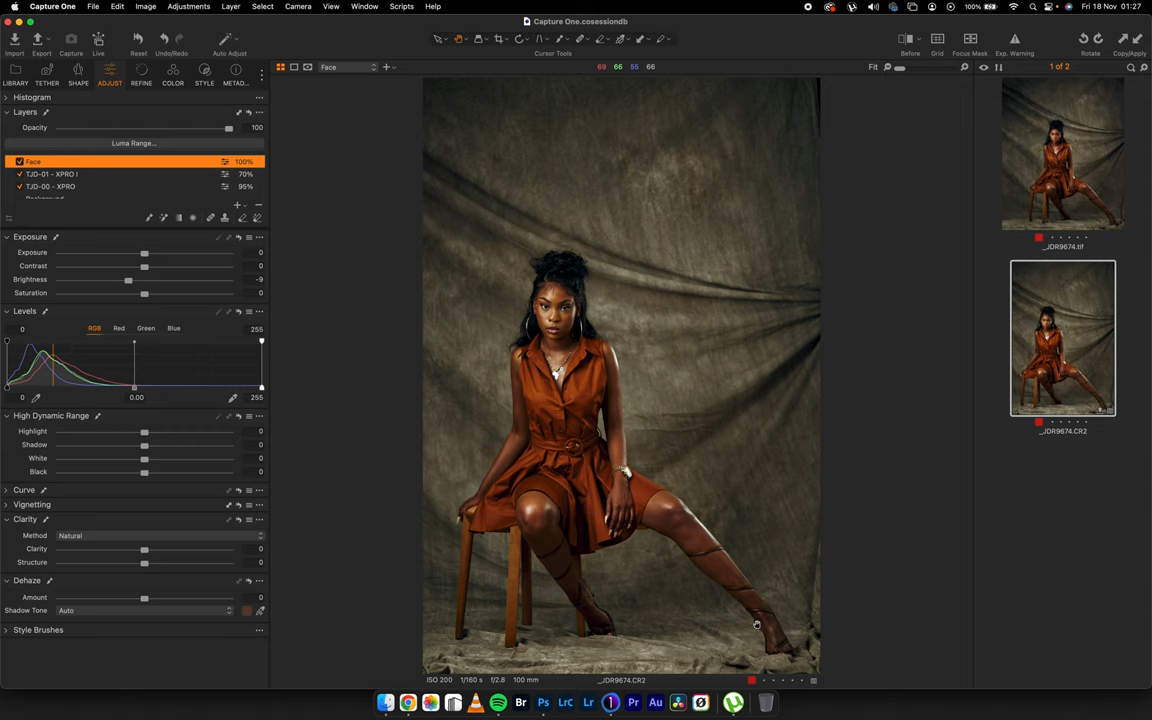 Capture One File Edit Image Adjustments Layer Select Camera View Window Scripts Help 100% Fri 18 Nov 01:27
Capture One.cosessiondb
Import Export Capture Live Reset Undo/Redo Auto Adjust Cursor Tools Before Grid Focus Mask Exp. Warning Rotate Copy/Apply
Face 69 66 55 66 Fit 1 of 2
LIBRARY TETHER SHAPE ADJUST REFINE COLOR STYLE METAD...
Histogram
Layers
Opacity 100
Luma Range...
Face 100%
TJD-01 - XPRO I 70%
TJD-00 - XPRO 95%
Exposure
Exposure 0
Contrast 0
Brightness -9
Saturation 0
Levels
0 RGB Red Green Blue 255
0 0.00 255
High Dynamic Range
Highlight 0
Shadow 0
White 0
Black 0
Curve
Vignetting
Clarity
Method Natural
Clarity 0
Structure 0
Dehaze
Amount 0
Shadow Tone Auto
Style Brushes
_JDR9674.tif
_JDR9674.CR2
ISO 200 1/160 s f/2.8 100 mm _JDR9674.CR2
Br Ps LrC Lr 1 Pr Au